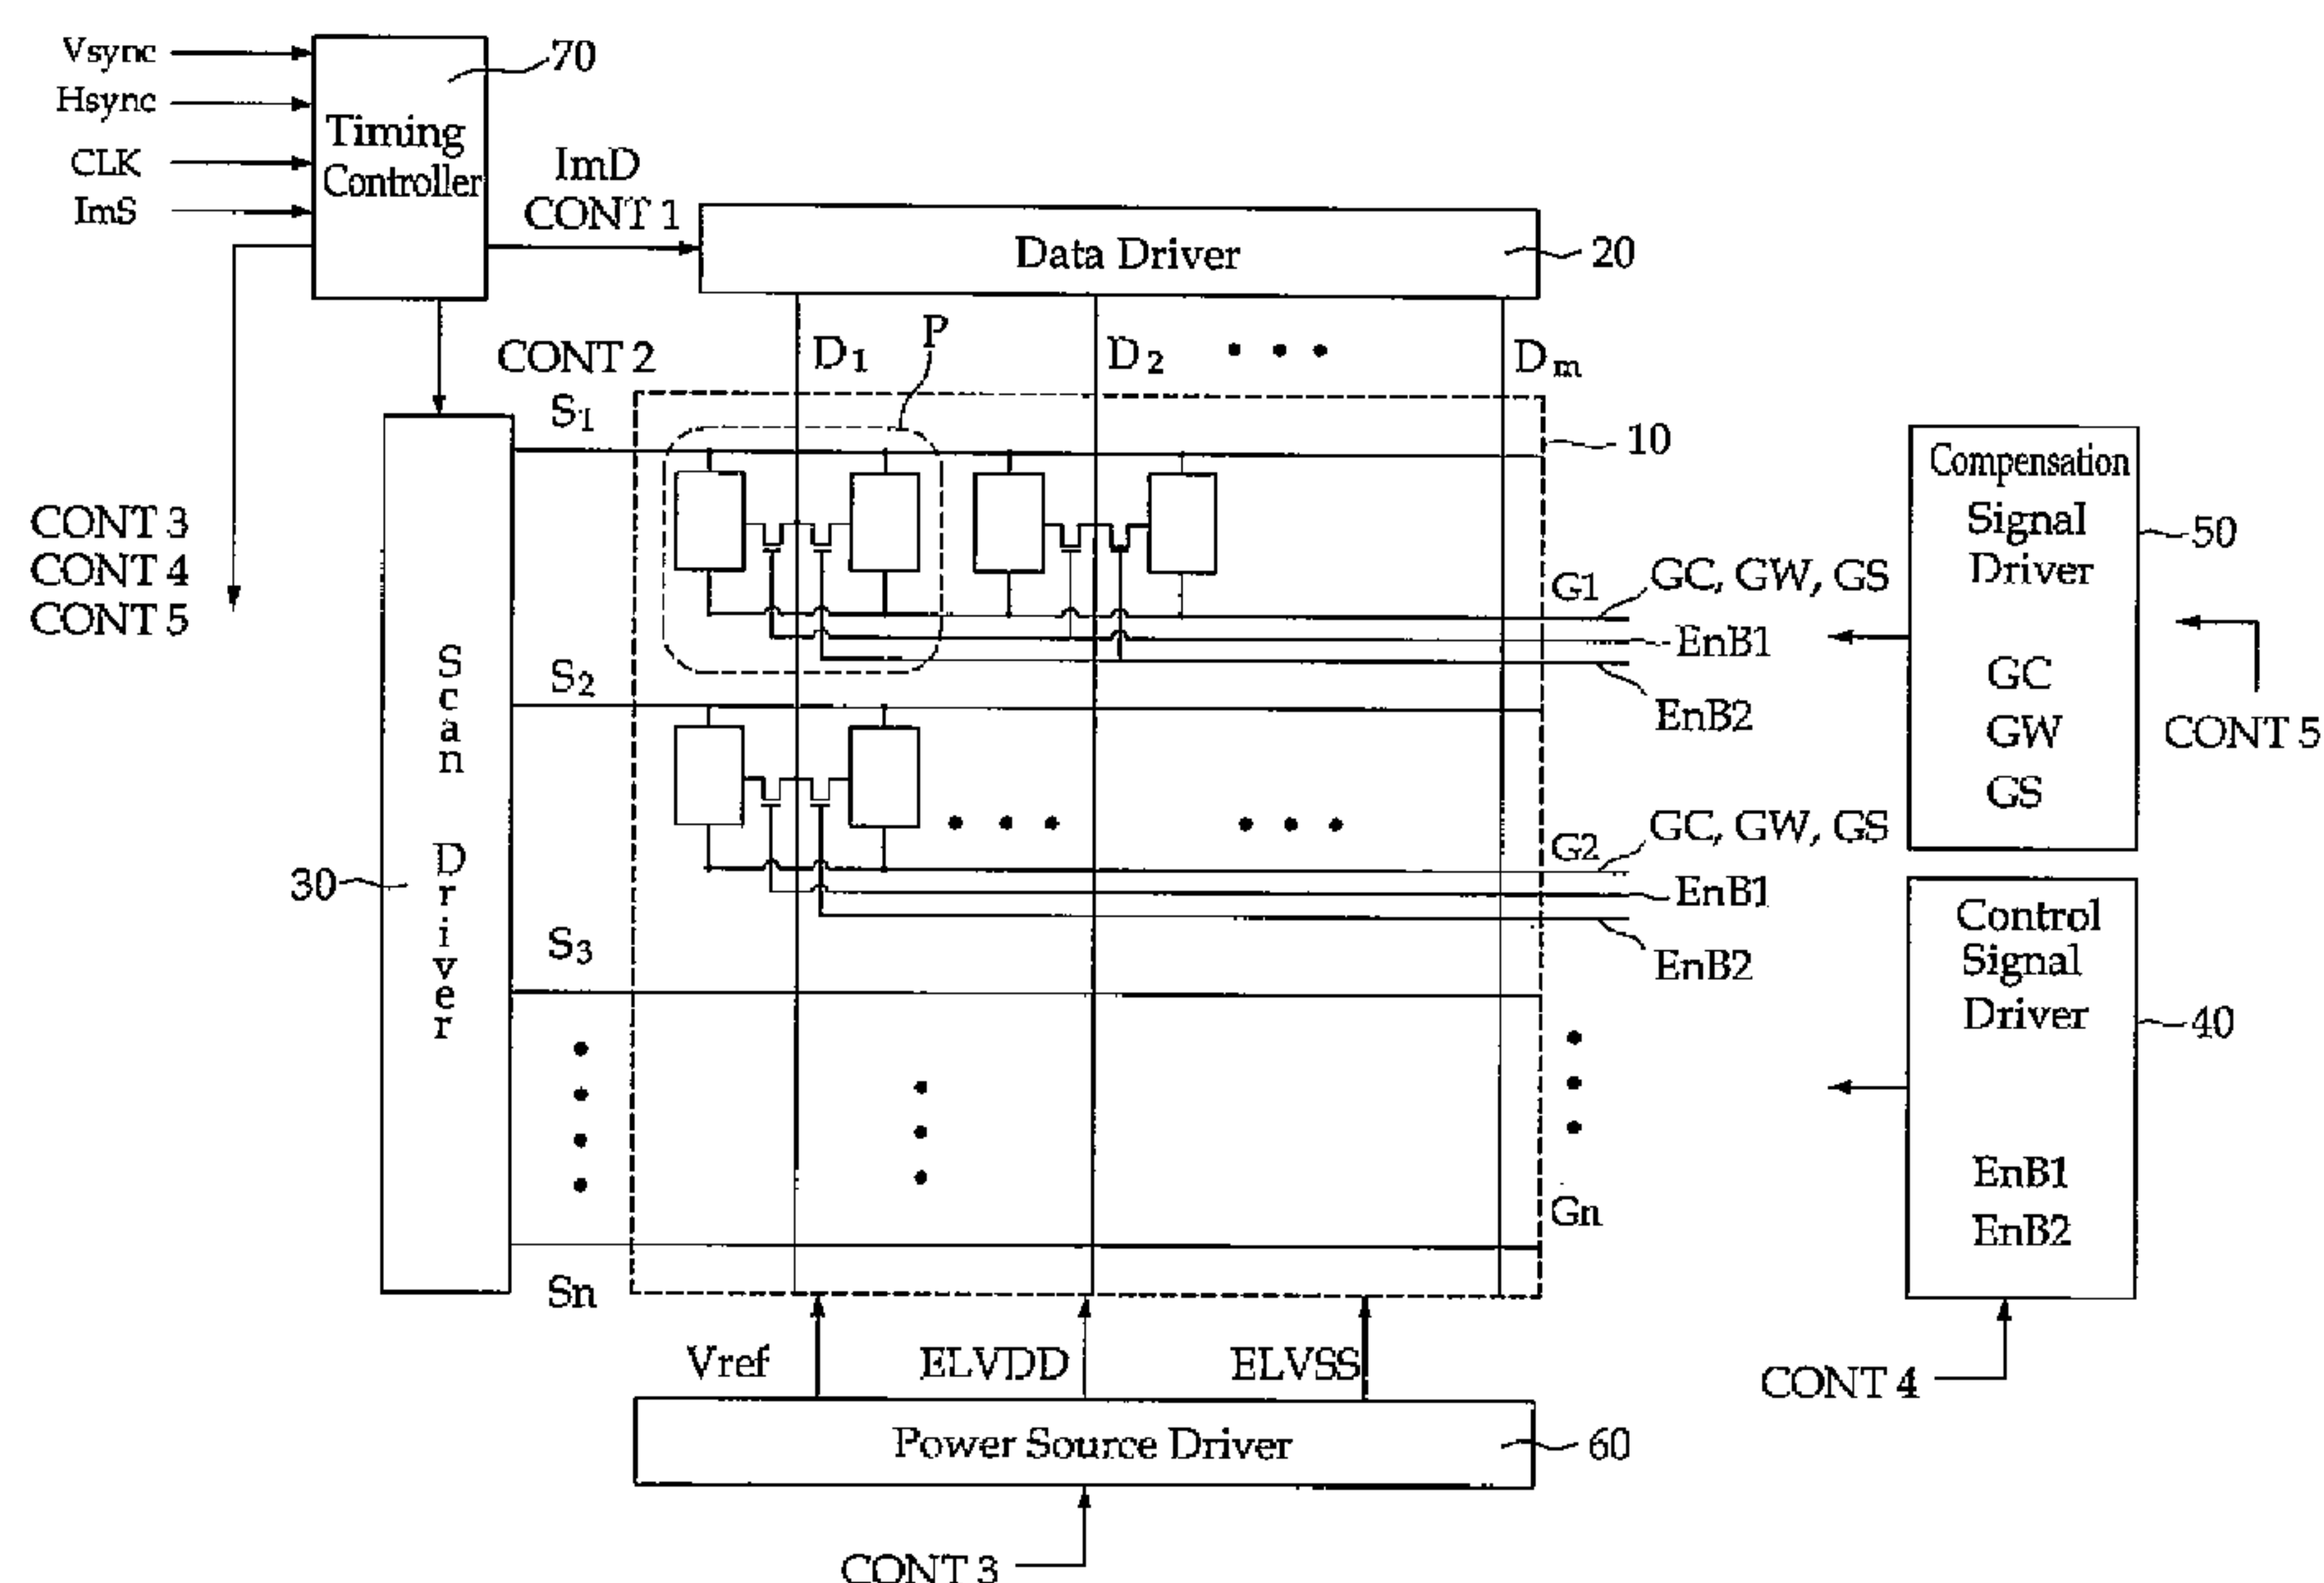 Vsync
Hsync
CLK
ImS
70
Timing
Controller
ImD
CONT 1
Data Driver
20
CONT 2
D1
P
D2
Dm
S1
10
CONT 3
CONT 4
CONT 5
Compensation
Signal
Driver
50
GC
GW
GS
CONT 5
G1
GC, GW, GS
EnB1
EnB2
S2
Scan Driver
30
G2
GC, GW, GS
EnB1
EnB2
S3
Control
Signal
Driver
40
EnB1
EnB2
Gn
Sn
Vref
ELVDD
ELVSS
CONT 4
Power Source Driver
60
CONT 3